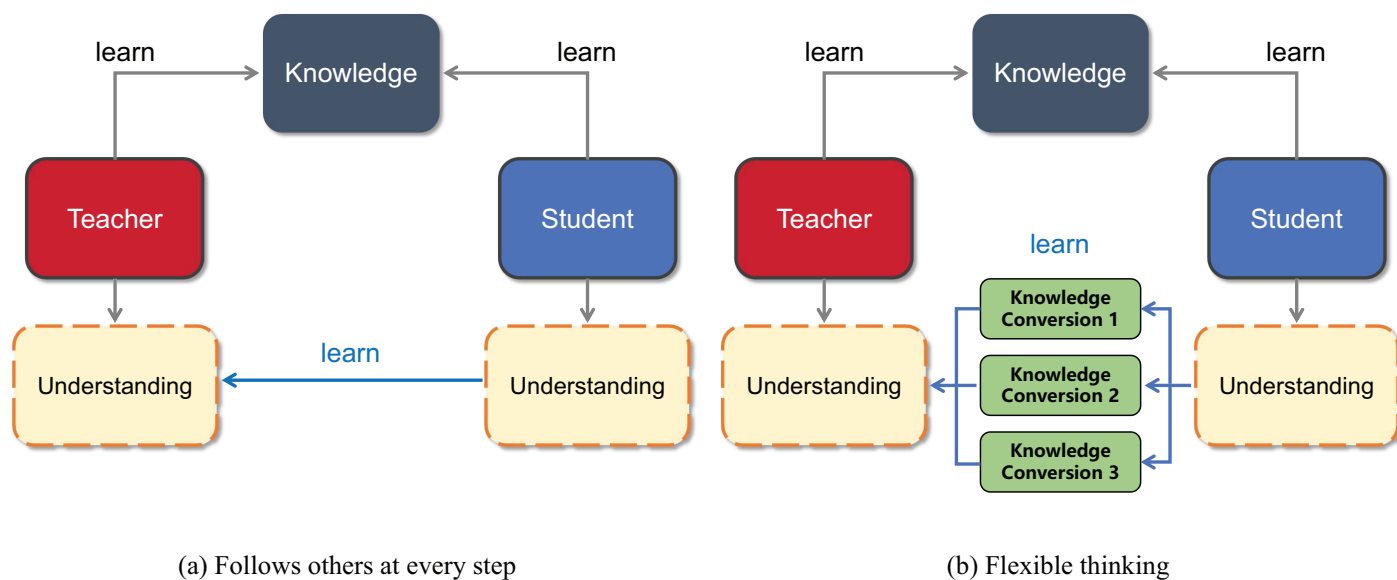 learn
Knowledge
learn
Teacher
Student
Understanding
learn
Understanding
(a) Follows others at every step
learn
Knowledge
learn
Teacher
Student
learn
Knowledge
Conversion 1
Knowledge
Conversion 2
Knowledge
Conversion 3
Understanding
Understanding
(b) Flexible thinking